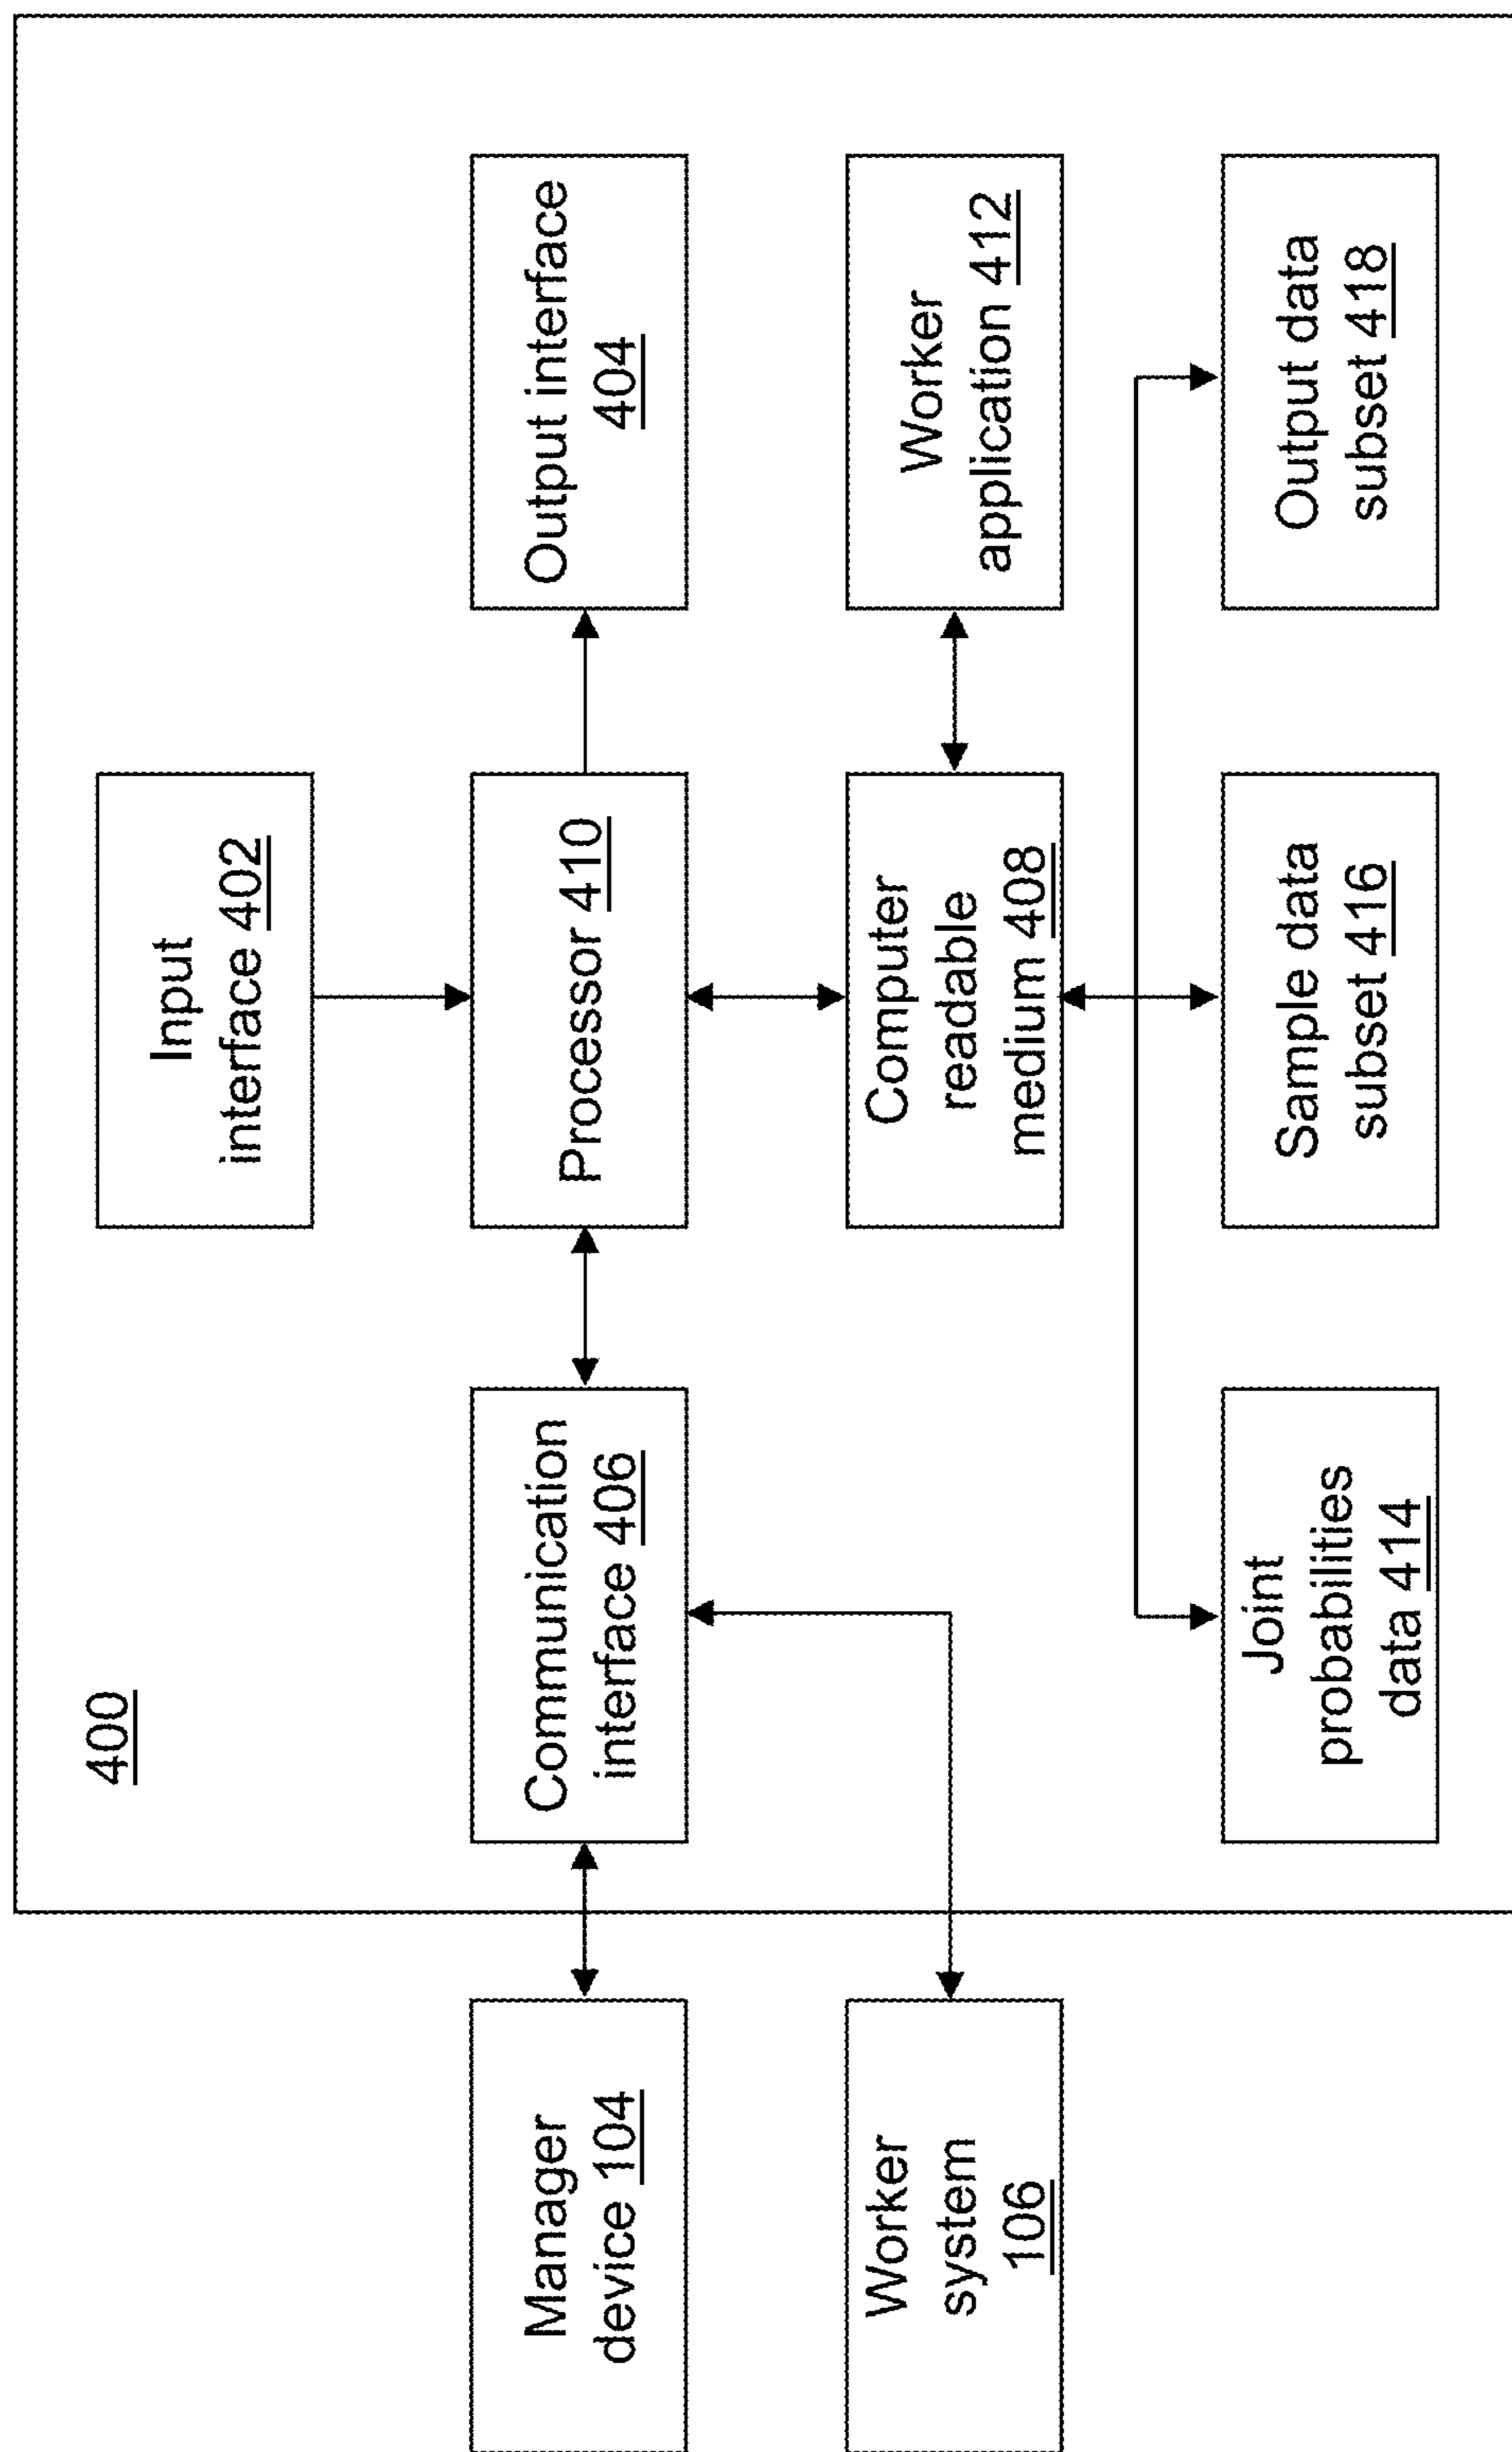 400
Input
interface 402
Manager
device 104
Communication
interface 406
Processor 410
Output interface
404
Worker
system
106
Computer
readable
medium 408
Worker
application 412
Joint
probabilities
data 414
Sample data
subset 416
Output data
subset 418